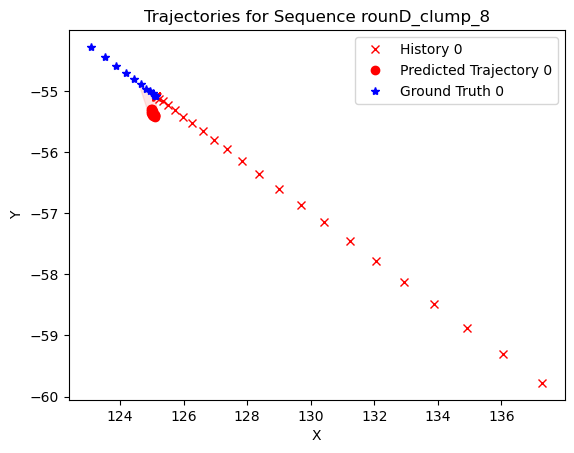 Trajectories for Sequence rounD_clump_8
History 0
Predicted Trajectory 0
Ground Truth 0
−55
−56
−57
−58
−59
−60
Y
124 126 128 130 132 134 136
X